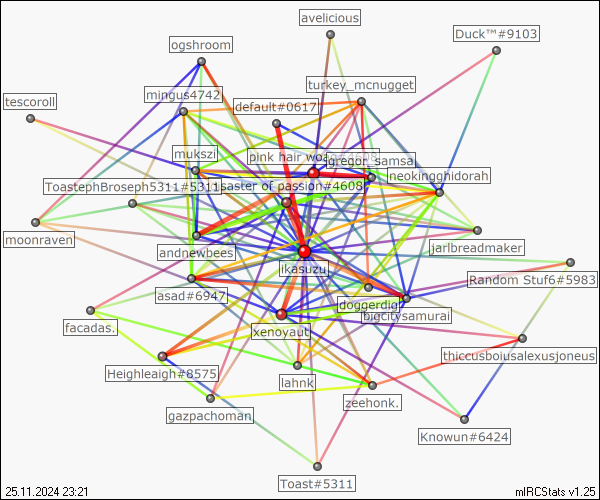 avelicious
Duck™#9103
ogshroom
turkey_mcnugget
mingus4742
tescoroll
default#0617
mukszi
pink hair
gregor_samsa
neokingghidorah
ToastephBroseph5311#5311
saster of passion#4608
moonraven
andnewbees
jarlbreadmaker
ikasuzu
Random Stuf6#5983
asad#6947
doggerdig
bigcitysamurai
facadas.
xenoyaut
thiccusboiusalexusjoneus
Heighleaigh#8575
lahnk
zeehonk.
gazpachoman
Knowun#6424
Toast#5311
25.11.2024 23:21
mIRCStats v1.25